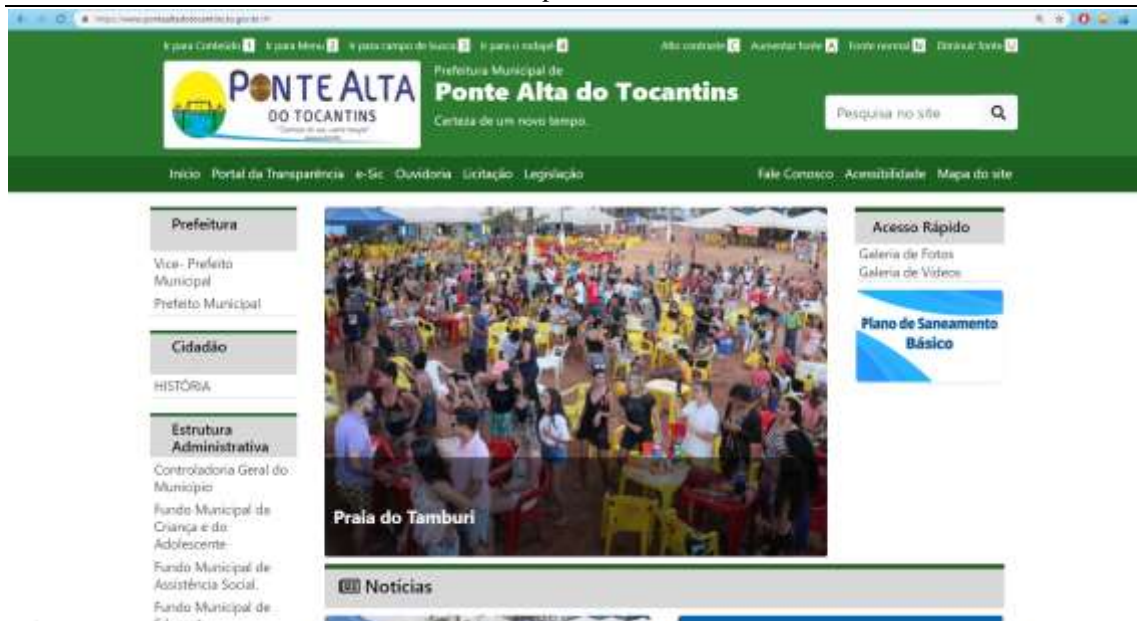 Ir para Conteúdo 1 Ir para Menu 2 Ir para campo de busca 3 Ir para o rodapé 4 Alto contraste C Aumentar fonte A Fonte normal N Diminuir fonte
PONTE ALTA
DO TOCANTINS
Prefeitura Municipal de
Ponte Alta do Tocantins
Certeza de um novo tempo.
Pesquisa no site
Início Portal da Transparência e-Sic Ouvidoria Licitação Legislação Fale Conosco Acessibilidade Mapa do site
Prefeitura
Vice- Prefeito
Municipal
Prefeito Municipal
Cidadão
HISTÓRIA
Estrutura
Administrativa
Controladoria Geral do
Município
Fundo Municipal da
Criança e do
Adolescente
Fundo Municipal de
Assistência Social.
Fundo Municipal de
Praia do Tamburi
Notícias
Acesso Rápido
Galeria de Fotos
Galeria de Vídeos
Plano de Saneamento
Básico